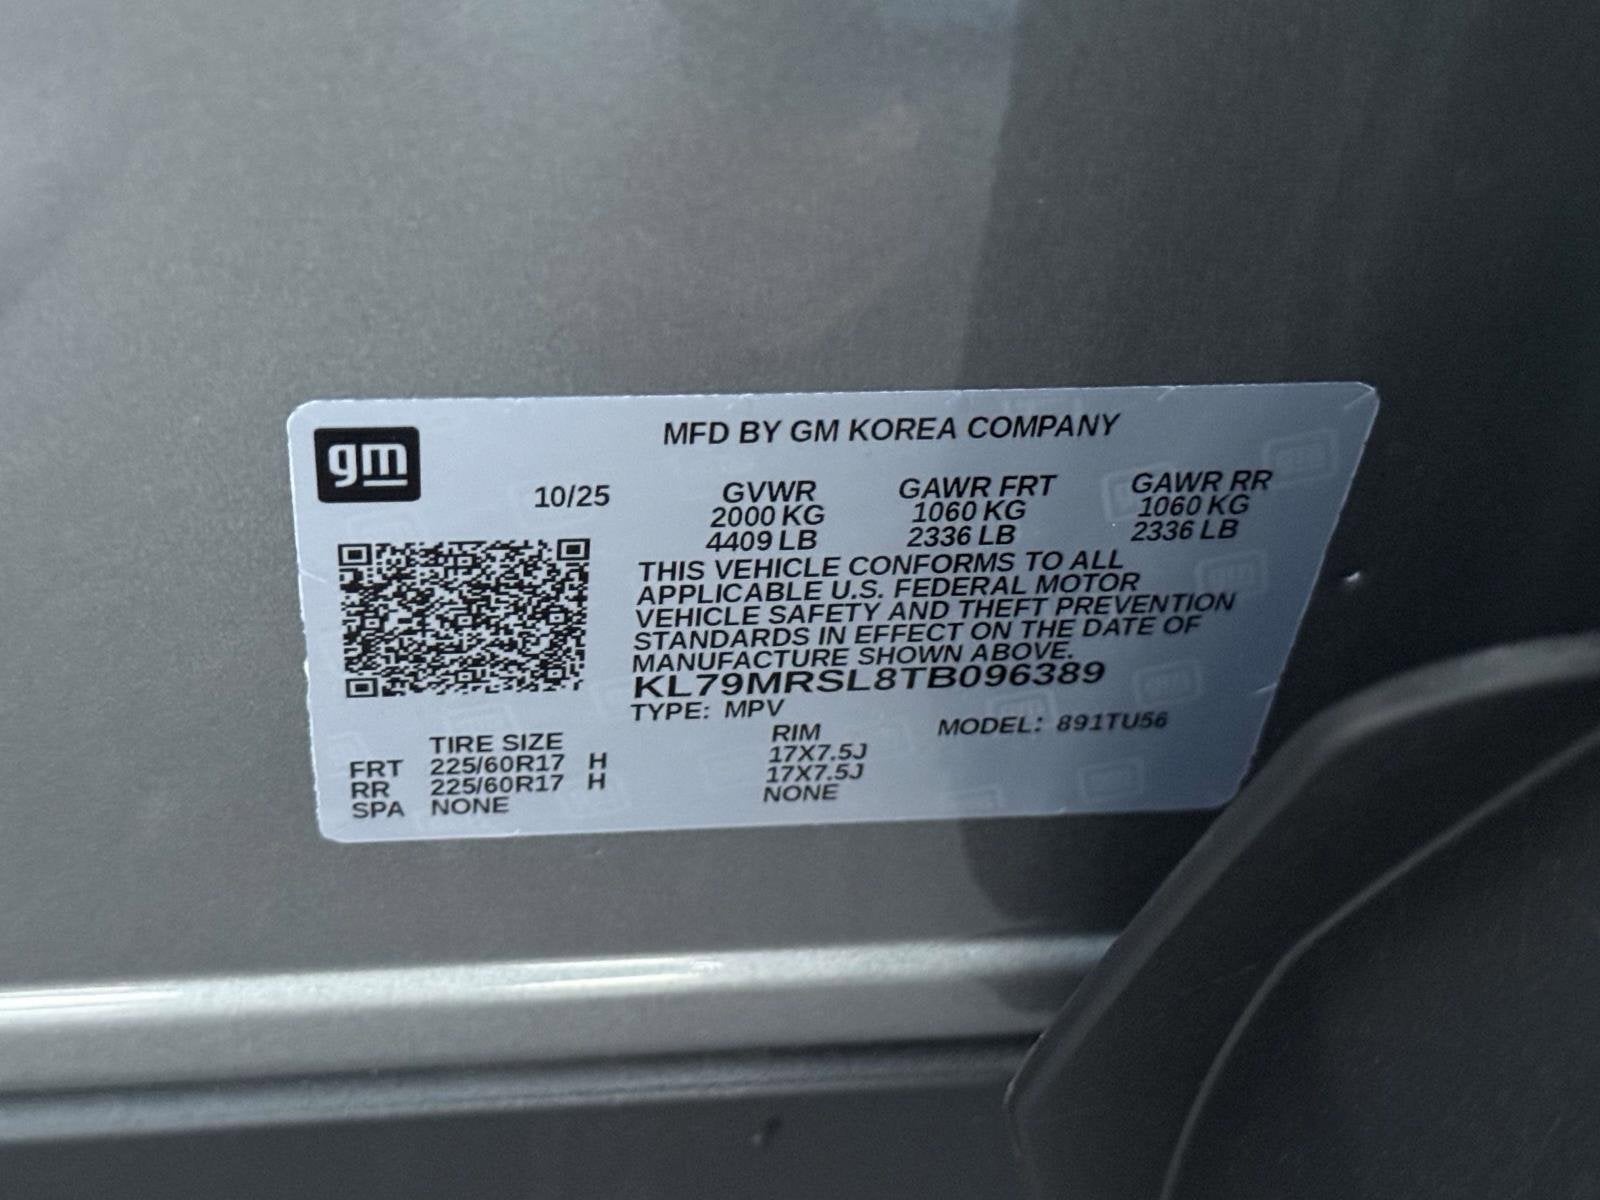 gm
MFD BY GM KOREA COMPANY
10/25 GVWR GAWR FRT GAWR RR
2000 KG 1060 KG 1060 KG
4409 LB 2336 LB 2336 LB
THIS VEHICLE CONFORMS TO ALL
APPLICABLE U.S. FEDERAL MOTOR
VEHICLE SAFETY AND THEFT PREVENTION
STANDARDS IN EFFECT ON THE DATE OF
MANUFACTURE SHOWN ABOVE.
KL79MRSL8TB096389
TYPE: MPV MODEL: 891TU56
TIRE SIZE RIM
FRT 225/60R17 H 17X7.5J
RR 225/60R17 H 17X7.5J
SPA NONE NONE